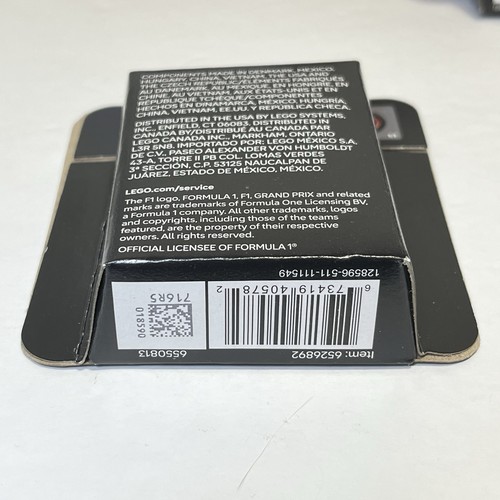 COMPONENTS MADE IN DENMARK, MEXICO,
HUNGARY, CHINA, VIETNAM, THE USA AND
THE CZECH REPUBLIC/ÉLÉMENTS FABRIQUÉS
AU DANEMARK, AU MEXIQUE, EN HONGRIE, EN
CHINE, AU VIETNAM, AUX ÉTATS-UNIS ET EN
RÉPUBLIQUE TCHÈQUE/COMPONENTES
HECHOS EN DINAMARCA, MÉXICO, HUNGRÍA,
CHINA, VIETNAM, EE.UU. Y REPÚBLICA CHECA.
DISTRIBUTED IN THE USA BY LEGO SYSTEMS,
INC., ENFIELD, CT 06083. DISTRIBUTED IN
CANADA BY/DISTRIBUÉ AU CANADA PAR
LEGO CANADA INC., MARKHAM, ONTARIO
L3R 5N8. IMPORTADO POR: LEGO MÉXICO S.A.
DE C.V., PASEO ALEXANDER VON HUMBOLDT
43-A, TORRE II PB COL. LOMAS VERDES
3ª SECCIÓN, C.P. 53125 NAUCALPAN DE
JUÁREZ, ESTADO DE MÉXICO, MÉXICO.
LEGO.com/service
The F1 logo, FORMULA 1, F1, GRAND PRIX and related
marks are trademarks of Formula One Licensing BV,
a Formula 1 company. All other trademarks, logos
and copyrights, including those of the teams
featured, are the property of their respective
owners. All rights reserved.
OFFICIAL LICENSEE OF FORMULA 1®
128596-511-111549
6 73419 40578 2
Item: 6526892
716R5
018590
6550813